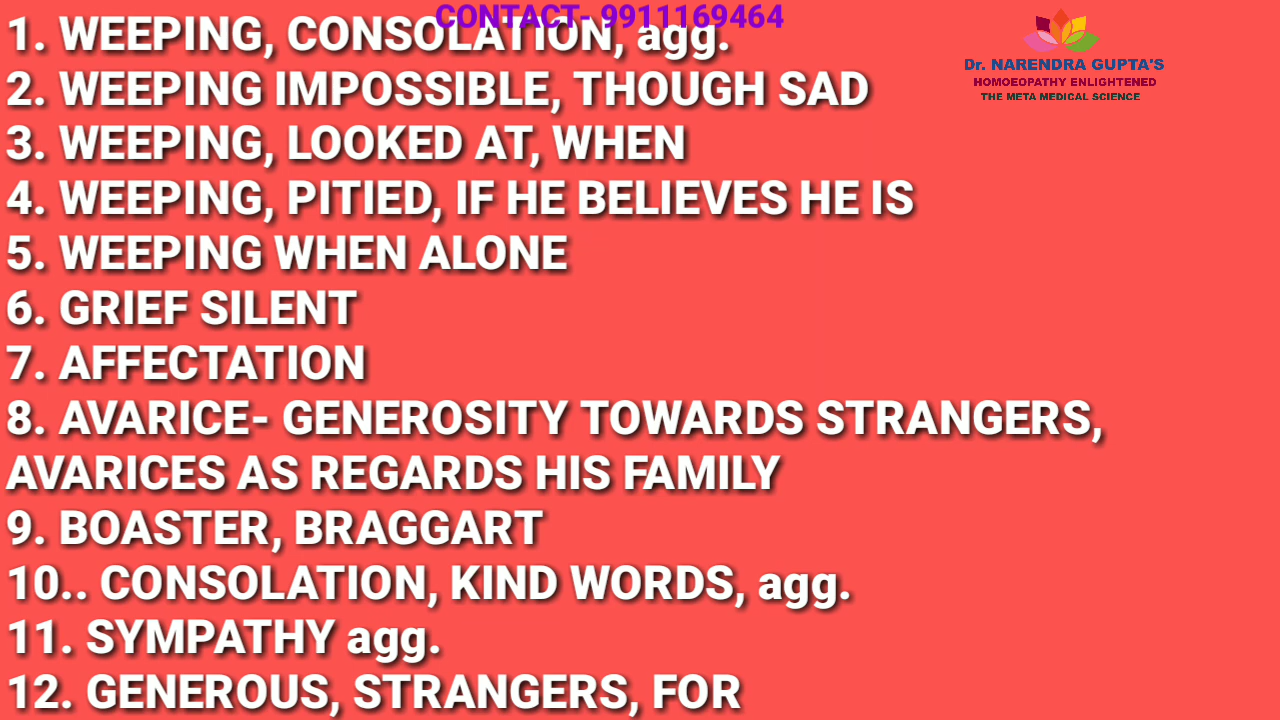 CONTACT- 9911169464
1. WEEPING, CONSOLATION, agg.
Dr. NARENDRA GUPTA'S
HOMOEOPATHY ENLIGHTENED
THE META MEDICAL SCIENCE
2. WEEPING IMPOSSIBLE, THOUGH SAD
3. WEEPING, LOOKED AT, WHEN
4. WEEPING, PITIED, IF HE BELIEVES HE IS
5. WEEPING WHEN ALONE
6. GRIEF SILENT
7. AFFECTATION
8. AVARICE- GENEROSITY TOWARDS STRANGERS,
AVARICES AS REGARDS HIS FAMILY
9. BOASTER, BRAGGART
10.. CONSOLATION, KIND WORDS, agg.
11. SYMPATHY agg.
12. GENEROUS, STRANGERS, FOR